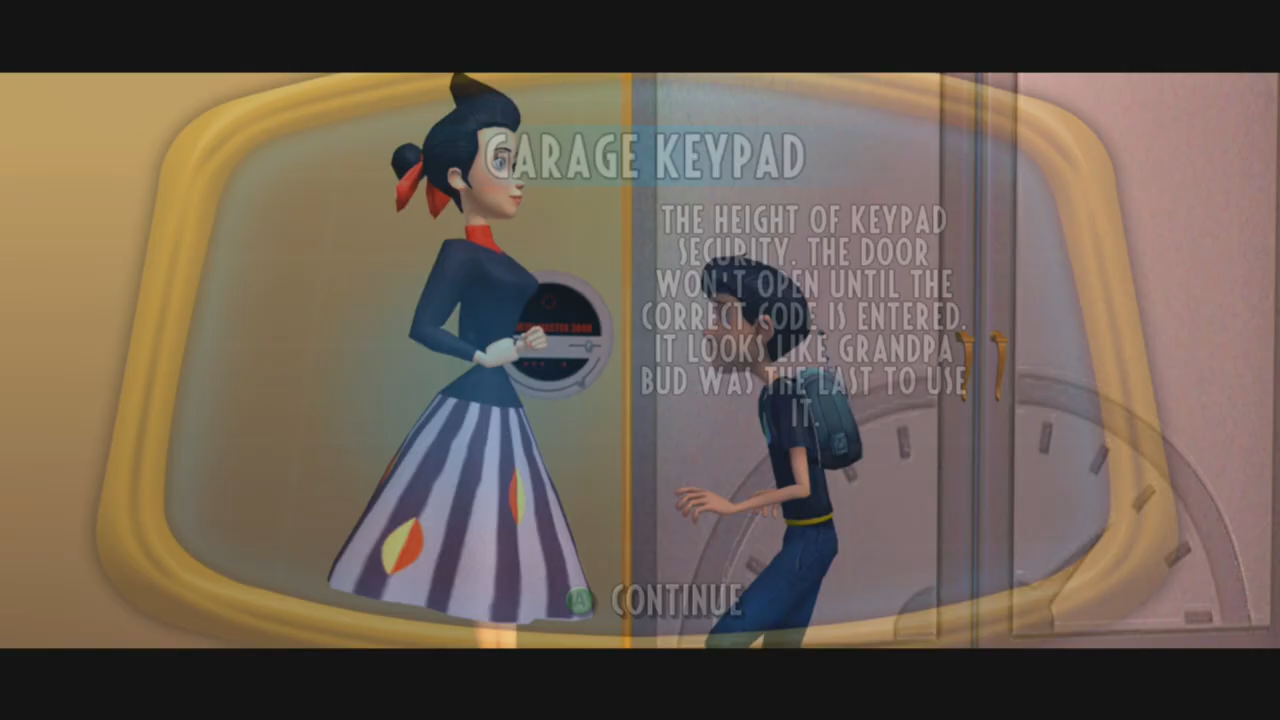 GARAGE KEYPAD
THE HEIGHT OF KEYPAD
SECURITY. THE DOOR
WON'T OPEN UNTIL THE
CORRECT CODE IS ENTERED.
IT LOOKS LIKE GRANDPA
BUD WAS THE LAST TO USE
IT.
A CONTINUE